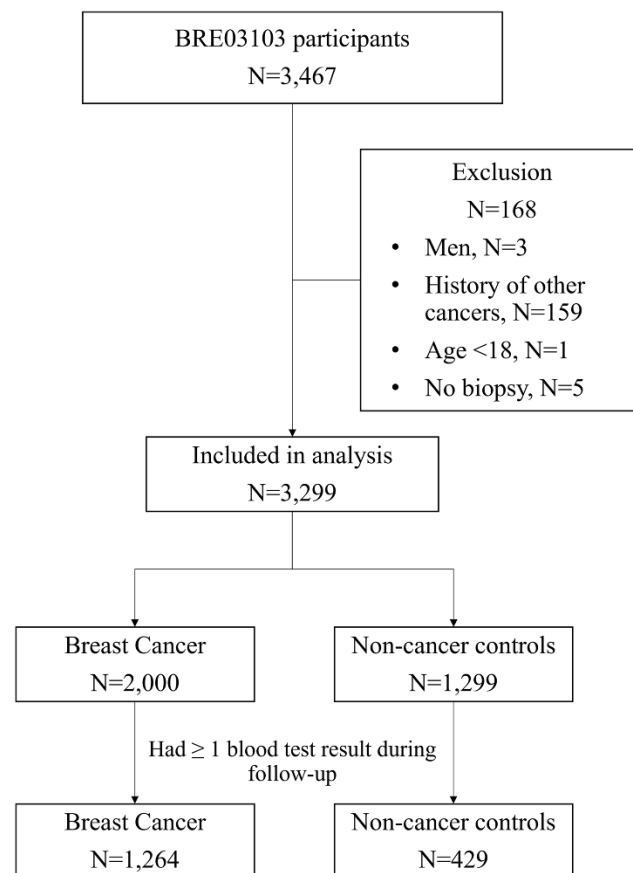 BRE03103 participants
N=3,467
Exclusion
N=168
• Men, N=3
• History of other
cancers, N=159
• Age <18, N=1
• No biopsy, N=5
Included in analysis
N=3,299
Breast Cancer
N=2,000
Non-cancer controls
N=1,299
Had ≥ 1 blood test result during
follow-up
Breast Cancer
N=1,264
Non-cancer controls
N=429